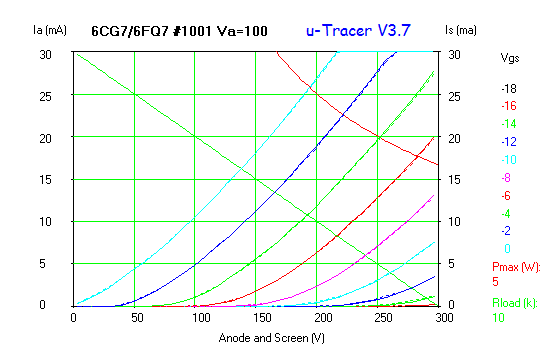 Ia (mA) 6CG7/6FQ7 #1001 Va=100 u-Tracer V3.7 Is (ma)
30 30 Vgs
25 25 -18
-16
20 20 -14
-12
15 15 -10
-8
10 10 -6
-4
5 5 -2
0
Pmax (W):
5
0 0 Rload (k):
0 50 100 150 200 250 300 10
Anode and Screen (V)